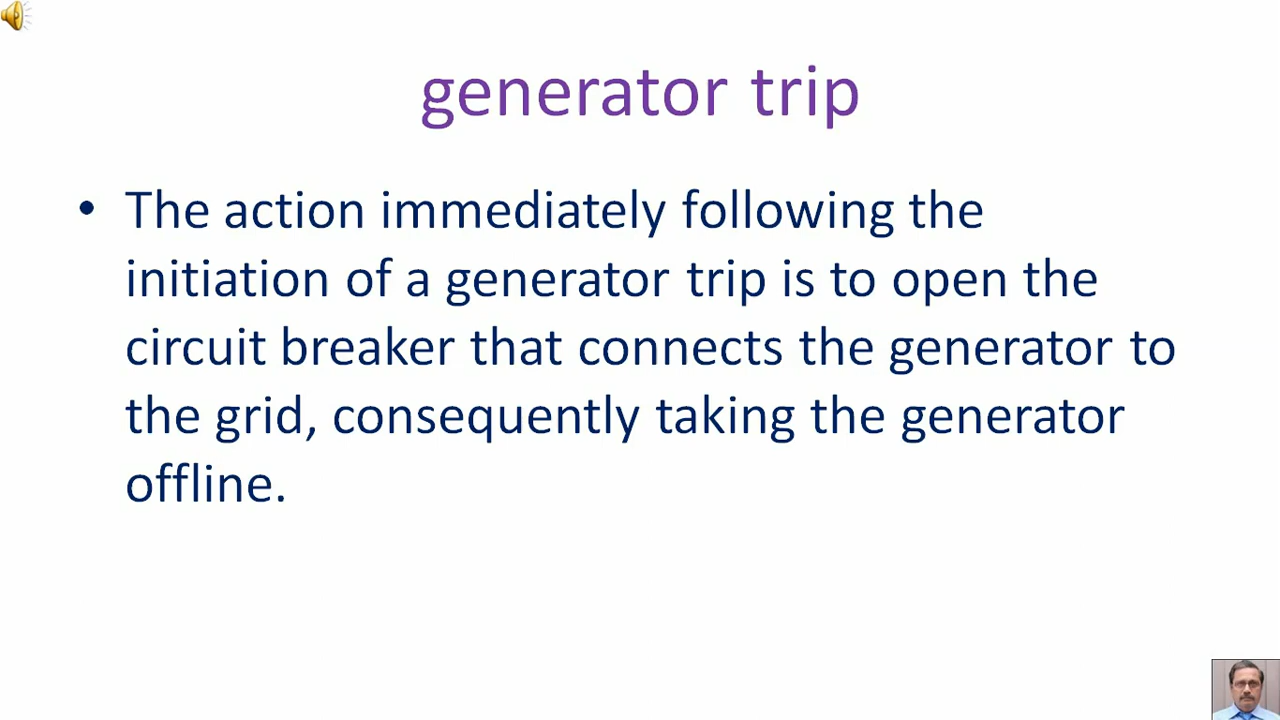 generator trip
• The action immediately following the
initiation of a generator trip is to open the
circuit breaker that connects the generator to
the grid, consequently taking the generator
offline.